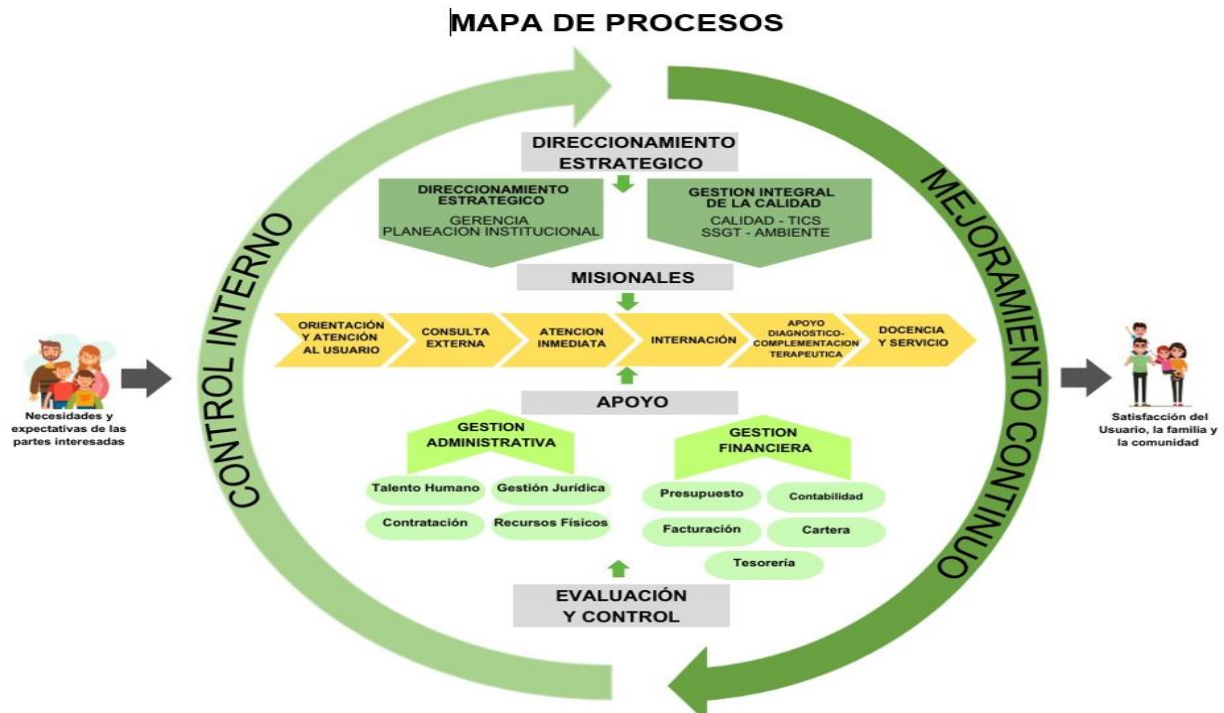 MAPA DE PROCESOS
DIRECCIONAMIENTO
ESTRATEGICO
DIRECCIONAMIENTO
ESTRATEGICO
GERENCIA
PLANEACION INSTITUCIONAL
GESTION INTEGRAL
DE LA CALIDAD
CALIDAD - TICS
SSGT - AMBIENTE
MISIONALES
ORIENTACIÓN
Y ATENCIÓN
AL USUARIO
CONSULTA
EXTERNA
ATENCION
INMEDIATA
INTERNACIÓN
APOYO
DIAGNOSTICO-
COMPLEMENTACION
TERAPEUTICA
DOCENCIA
Y SERVICIO
APOYO
GESTION
ADMINISTRATIVA
Talento Humano
Gestión Jurídica
Contratación
Recursos Físicos
GESTION
FINANCIERA
Presupuesto
Contabilidad
Facturación
Cartera
Tesorería
EVALUACIÓN
Y CONTROL
CONTROL INTERNO
MEJORAMIENTO CONTINUO
Necesidades y
expectativas de las
partes interesadas
Satisfacción del
Usuario, la familia y
la comunidad